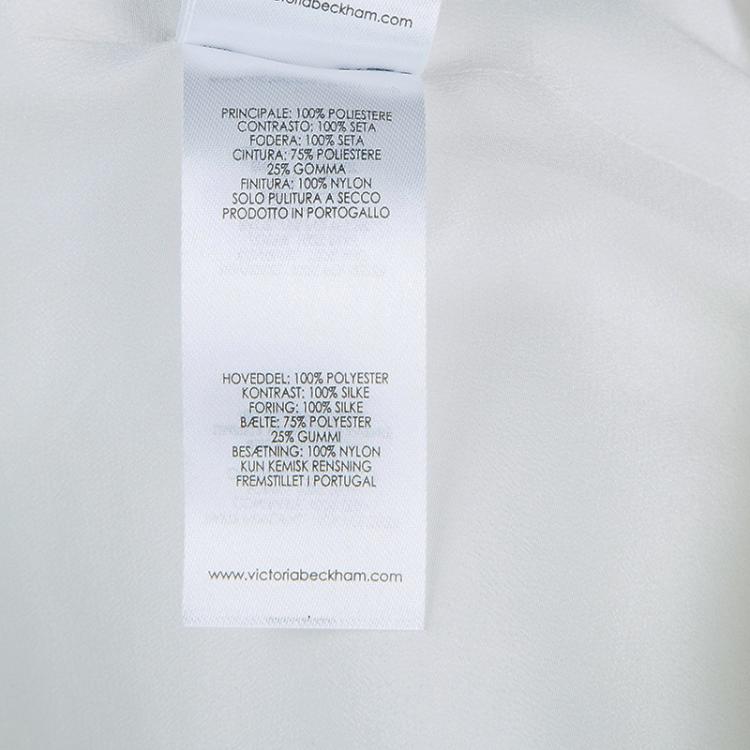 toriabeckham.com
PRINCIPALE: 100% POLIESTERE
CONTRASTO: 100% SETA
FODERA: 100% SETA
CINTURA: 75% POLIESTERE
25% GOMMA
FINITURA: 100% NYLON
SOLO PULITURA A SECCO
PRODOTTO IN PORTOGALLO
HOVEDDEL: 100% POLYESTER
KONTRAST: 100% SILKE
FORING: 100% SILKE
BÆLTE: 75% POLYESTER
25% GUMMI
BESÆTNING: 100% NYLON
KUN KEMISK RENSNING
FREMSTILLET I PORTUGAL
www.victoriabeckham.com